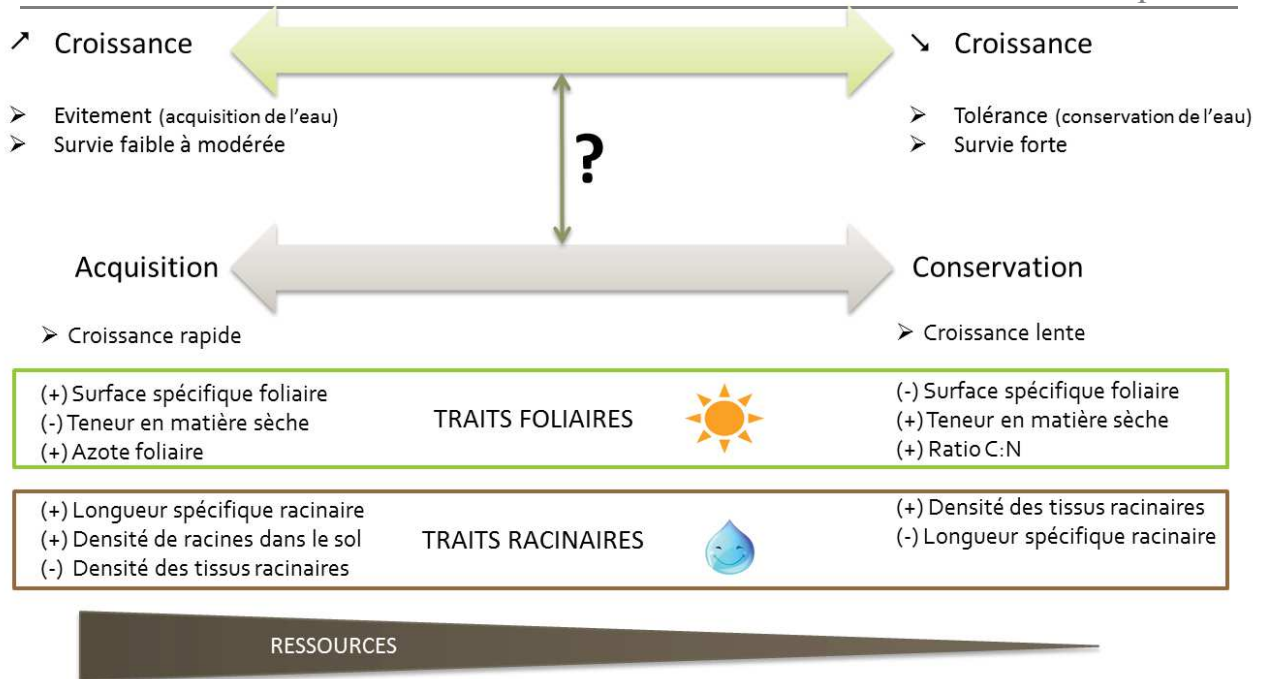 ↗ Croissance
↘ Croissance
➢ Evitement (acquisition de l'eau)
➢ Survie faible à modérée
➢ Tolérance (conservation de l'eau)
➢ Survie forte
?
Acquisition
Conservation
➢ Croissance rapide
➢ Croissance lente
(+) Surface spécifique foliaire
(-) Teneur en matière sèche
(+) Azote foliaire
TRAITS FOLIAIRES
(-) Surface spécifique foliaire
(+) Teneur en matière sèche
(+) Ratio C:N
(+) Longueur spécifique racinaire
(+) Densité de racines dans le sol
(-) Densité des tissus racinaires
TRAITS RACINAIRES
(+) Densité des tissus racinaires
(-) Longueur spécifique racinaire
RESSOURCES